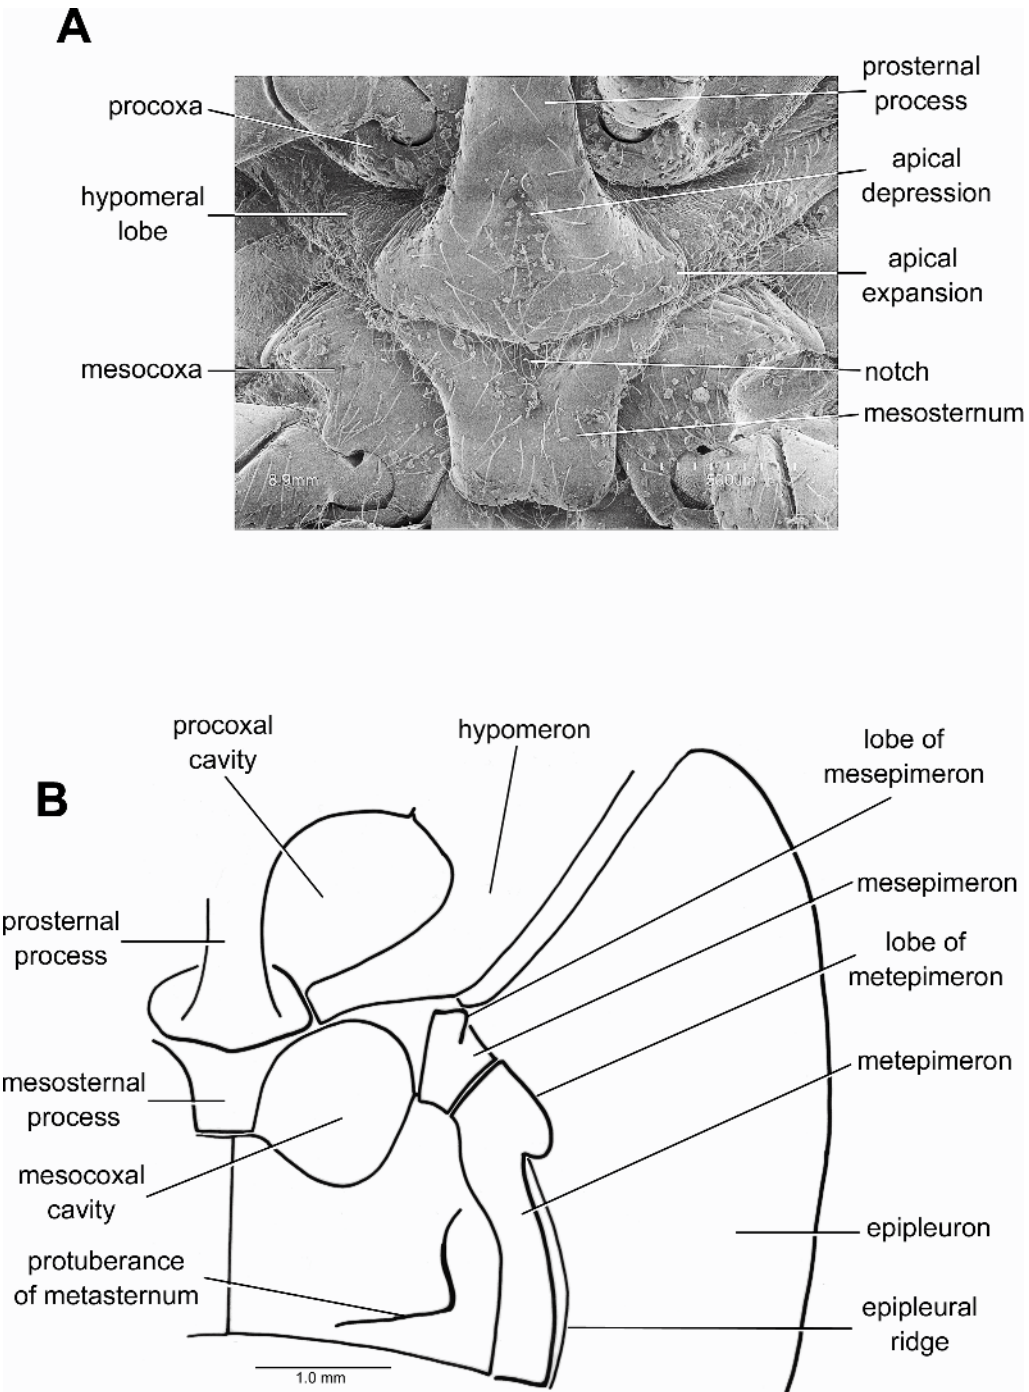 A
procoxa
hypomeral
lobe
mesocoxa
prosternal
process
apical
depression
apical
expansion
notch
mesosternum
8.9mm
500um
B
procoxal
cavity
hypomeron
lobe of
mesepimeron
mesepimeron
lobe of
metepimeron
metepimeron
epipleuron
epipleural
ridge
prosternal
process
mesosternal
process
mesocoxal
cavity
protuberance
of metasternum
1.0 mm